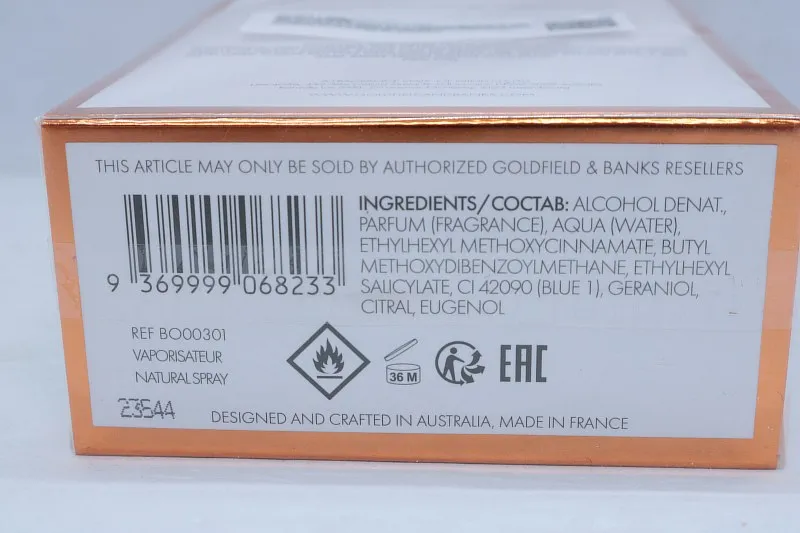 THIS ARTICLE MAY ONLY BE SOLD BY AUTHORIZED GOLDFIELD & BANKS RESELLERS
INGREDIENTS/СОСТАВ: ALCOHOL DENAT.,
PARFUM (FRAGRANCE), AQUA (WATER),
ETHYLHEXYL METHOXYCINNAMATE, BUTYL
METHOXYDIBENZOYLMETHANE, ETHYLHEXYL
SALICYLATE, CI 42090 (BLUE 1), GERANIOL,
CITRAL, EUGENOL
9 369999 068233
REF BO00301
VAPORISATEUR
NATURAL SPRAY
36 M
EAC
23544
DESIGNED AND CRAFTED IN AUSTRALIA, MADE IN FRANCE